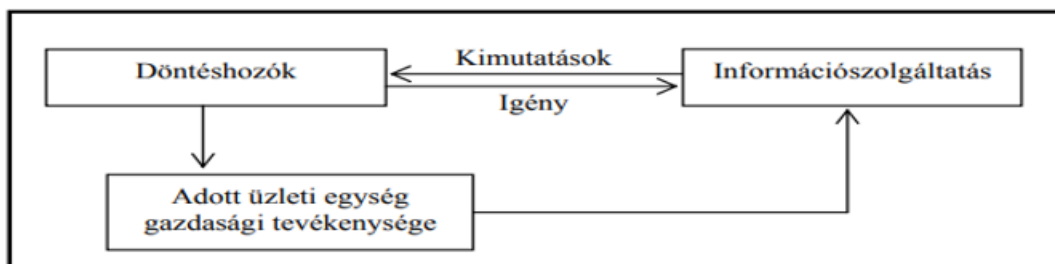 Döntéshozók
Kimutatások
Igény
Információszolgáltatás
Adott üzleti egység
gazdasági tevékenysége